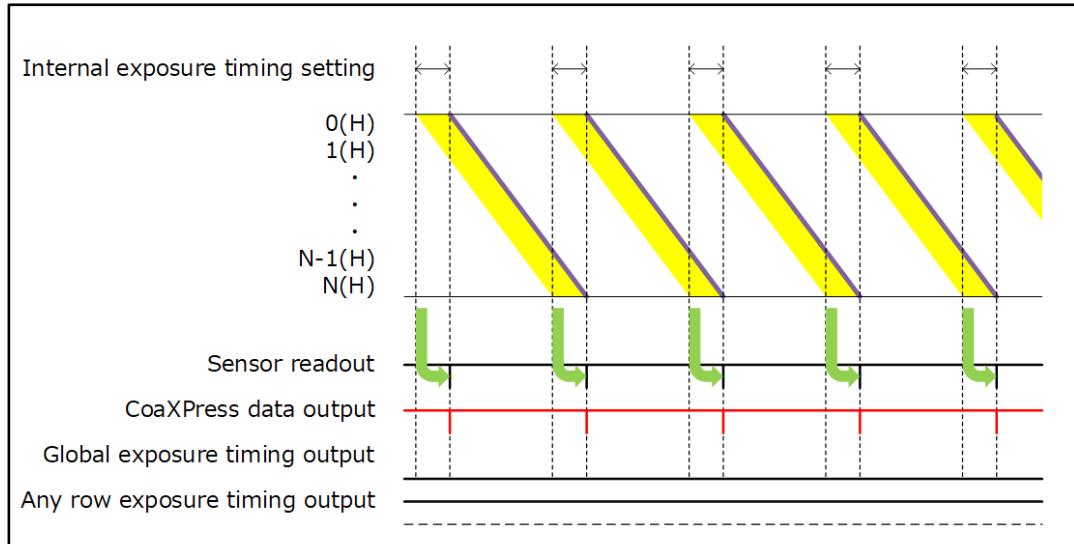 Internal exposure timing setting
0(H)
1(H)
.
.
.
N-1(H)
N(H)
Sensor readout
CoaXPress data output
Global exposure timing output
Any row exposure timing output